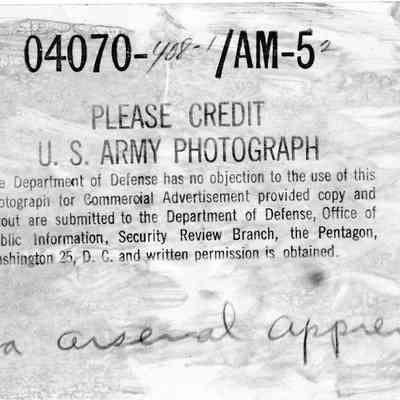 04070-408-1/AM-5²
PLEASE CREDIT
U. S. ARMY PHOTOGRAPH
e Department of Defense has no objection to the use of this
otograph for Commercial Advertisement provided copy and
out are submitted to the Department of Defense, Office of
blic Information, Security Review Branch, the Pentagon,
ashington 25, D. C. and written permission is obtained.
a arsenal appre